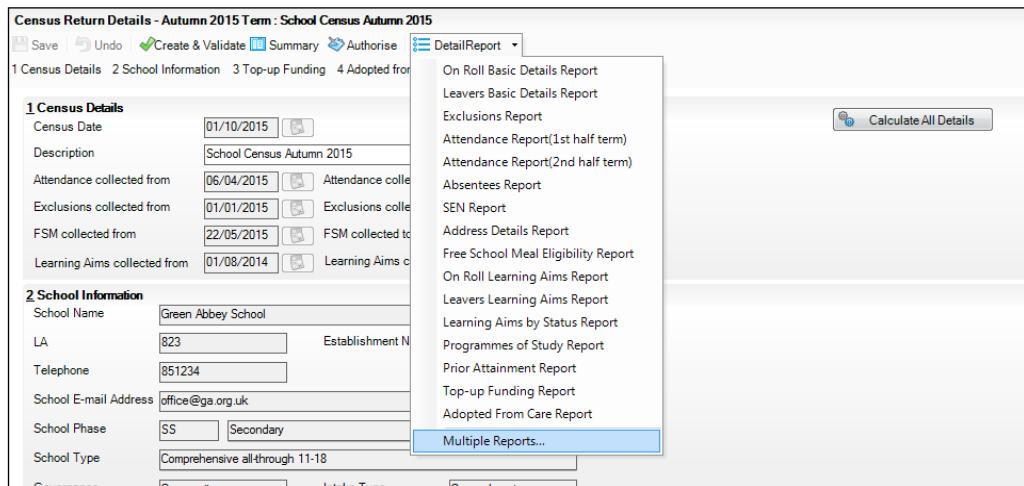 Census Return Details - Autumn 2015 Term : School Census Autumn 2015
Save Undo Create & Validate Summary Authorise DetailReport
1 Census Details 2 School Information 3 Top-up Funding 4 Adopted from
On Roll Basic Details Report
Leavers Basic Details Report
Exclusions Report
Attendance Report(1st half term)
Attendance Report(2nd half term)
Absentees Report
SEN Report
Address Details Report
Free School Meal Eligibility Report
On Roll Learning Aims Report
Leavers Learning Aims Report
Learning Aims by Status Report
Programmes of Study Report
Prior Attainment Report
Top-up Funding Report
Adopted From Care Report
Multiple Reports...
1 Census Details
Calculate All Details
Census Date 01/10/2015
Description School Census Autumn 2015
Attendance collected from 06/04/2015 Attendance colle
Exclusions collected from 01/01/2015 Exclusions colle
FSM collected from 22/05/2015 FSM collected to
Learning Aims collected from 01/08/2014 Learning Aims c
2 School Information
School Name Green Abbey School
LA 823 Establishment N
Telephone 851234
School E-mail Address office@ga.org.uk
School Phase SS Secondary
School Type Comprehensive all-through 11-18